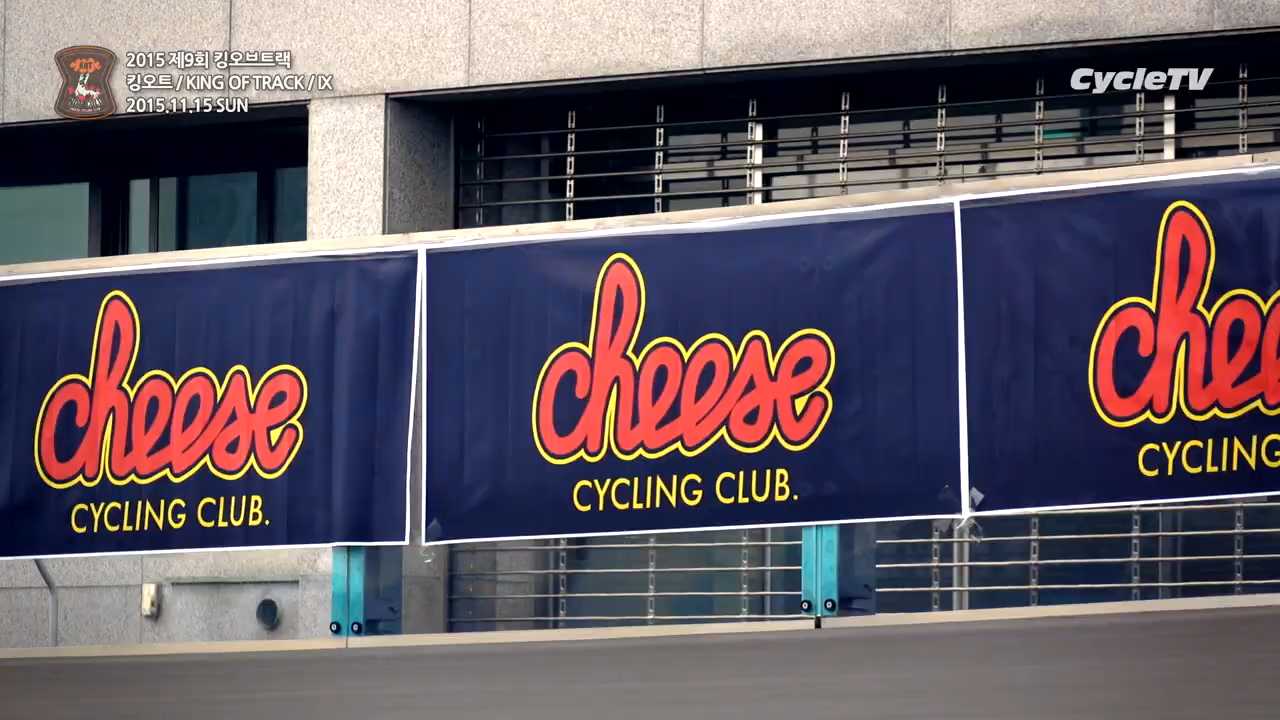 2015 제9회 킹오브트랙
킹오트 / KING OF TRACK / IX
2015.11.15 SUN
CycleTV
cheese
CYCLING CLUB.
cheese
CYCLING CLUB.
chee
CYCLING